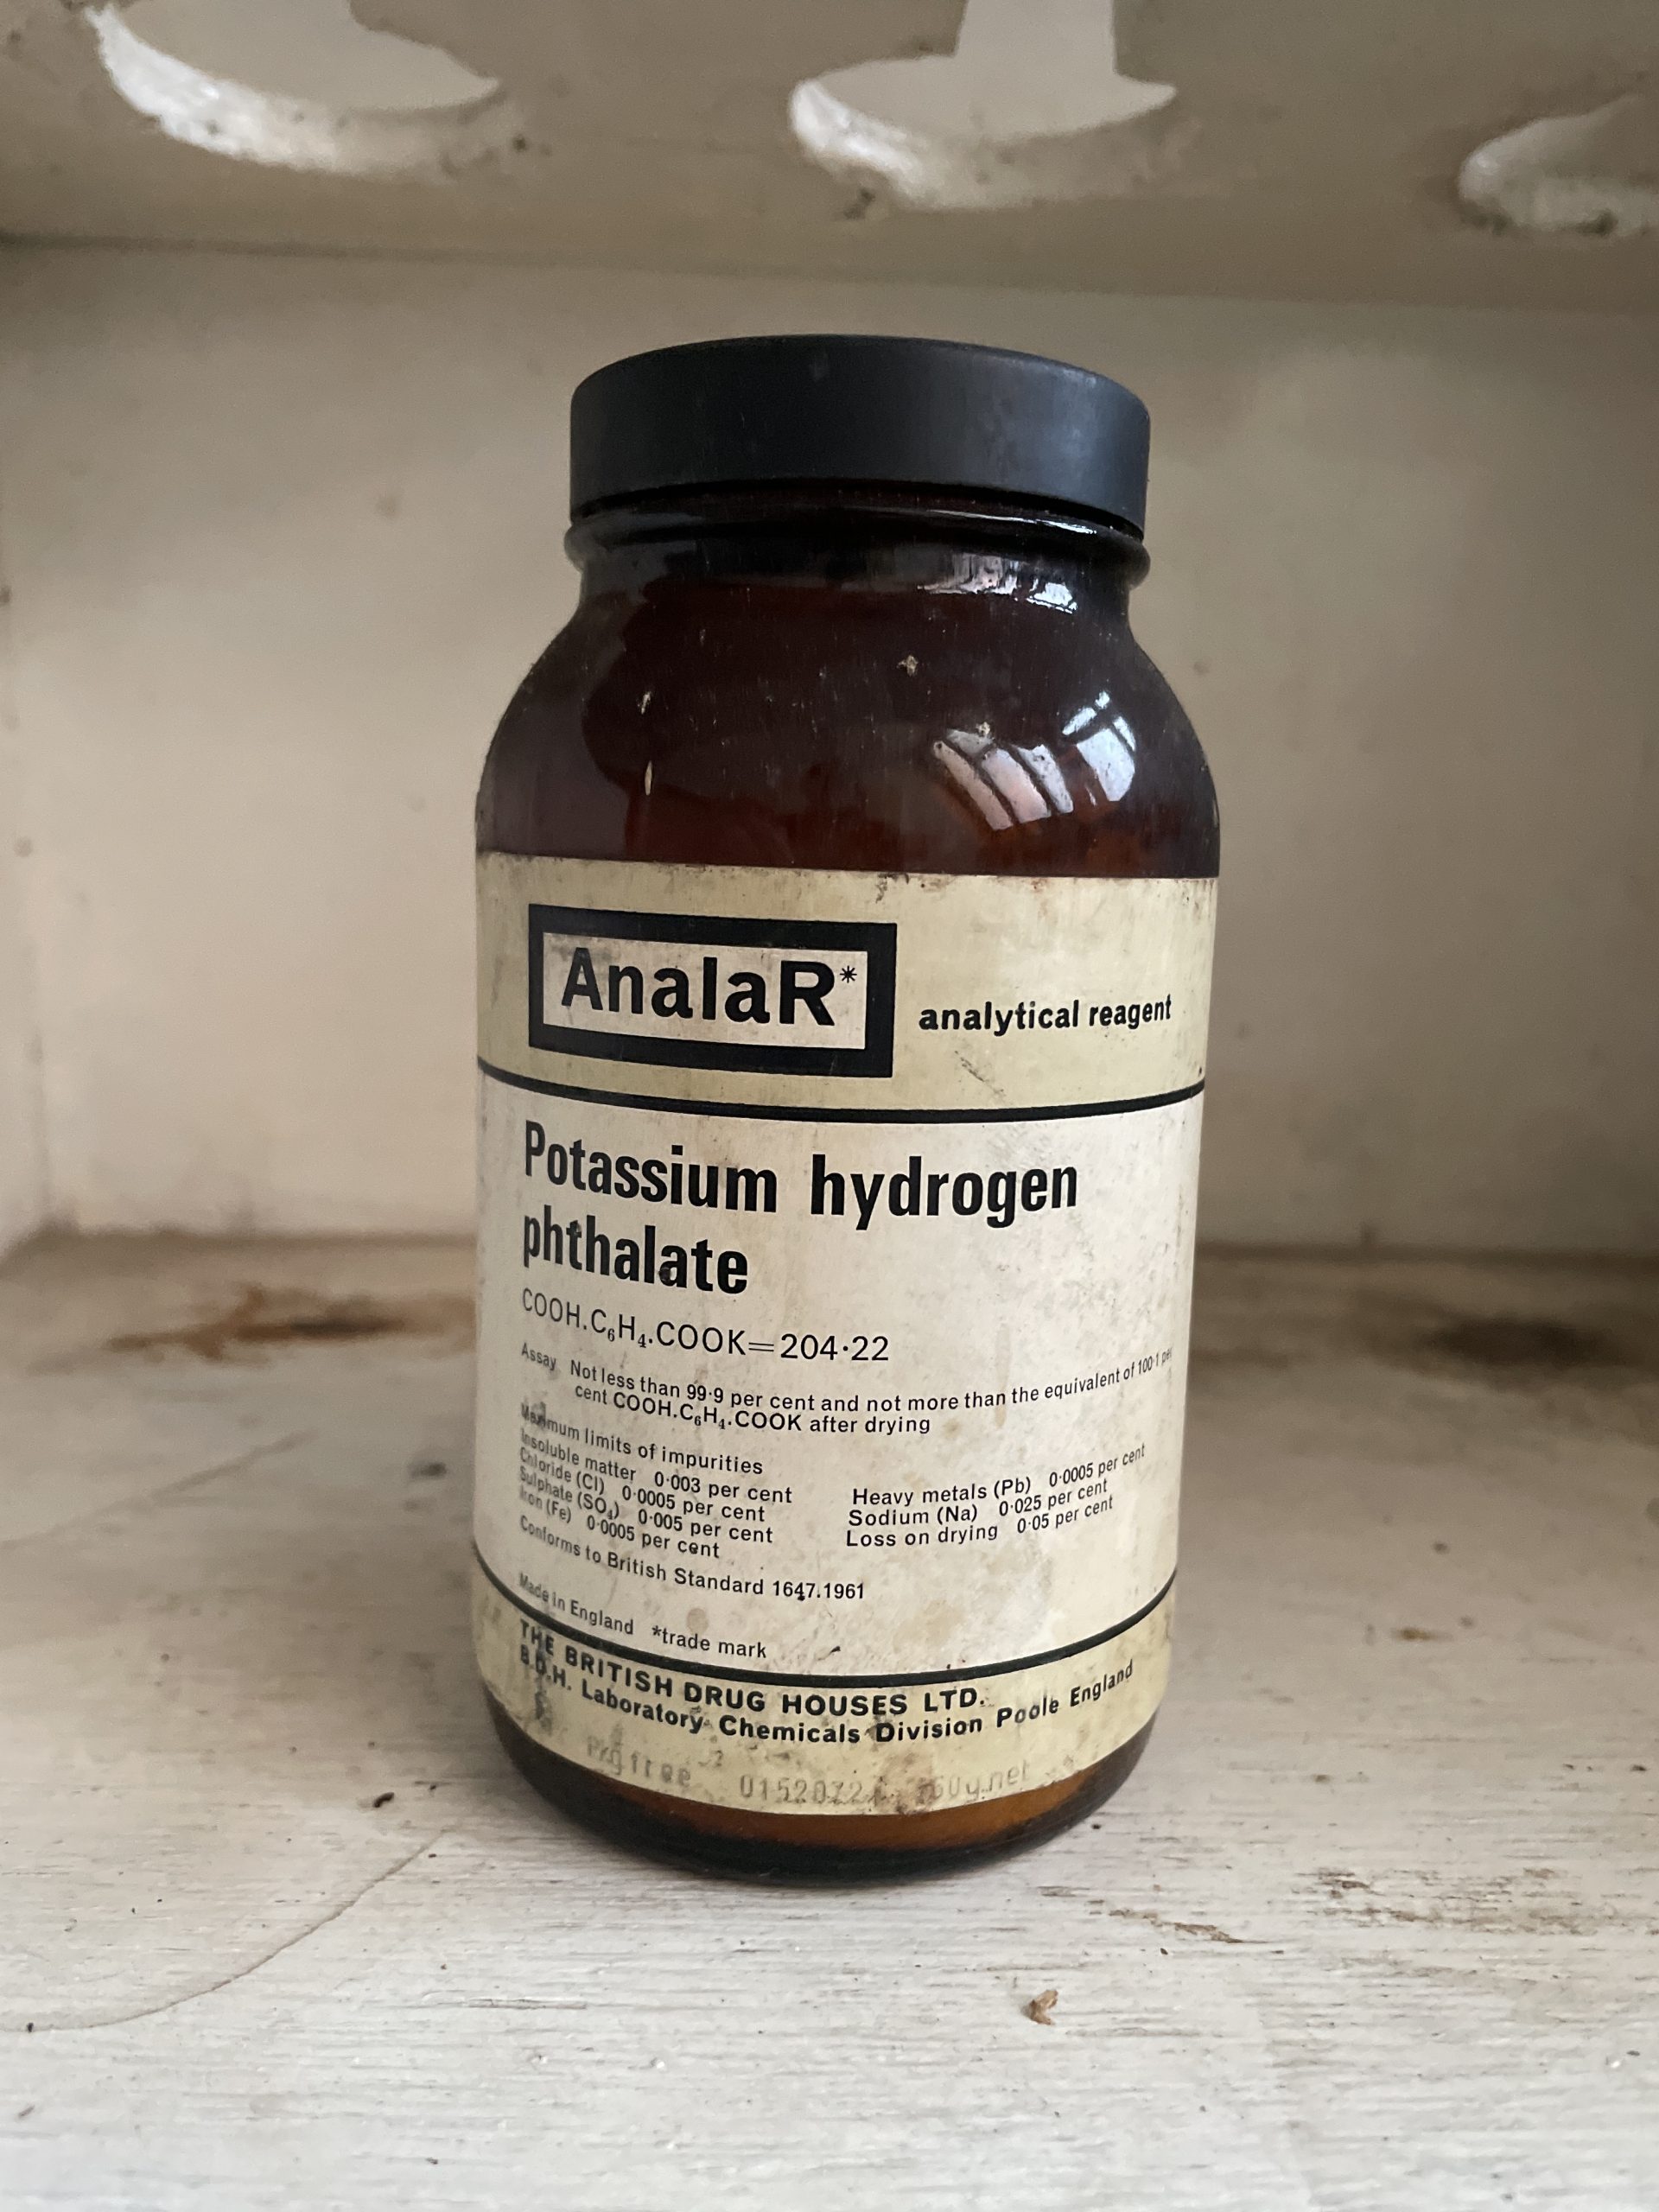 AnalaR*
analytical reagent
Potassium hydrogen
phthalate
COOH.C₆H₄.COOK=204·22
Assay Not less than 99·9 per cent and not more than the equivalent of 100·1 per
cent COOH.C₆H₄.COOK after drying
Maximum limits of impurities
Insoluble matter 0·003 per cent
Chloride (Cl) 0·0005 per cent
Sulphate (SO₄) 0·005 per cent
Iron (Fe) 0·0005 per cent
Heavy metals (Pb) 0·0005 per cent
Sodium (Na) 0·025 per cent
Loss on drying 0·05 per cent
Conforms to British Standard 1647.1961
Made in England *trade mark
THE BRITISH DRUG HOUSES LTD.
B.D.H. Laboratory Chemicals Division Poole England
net